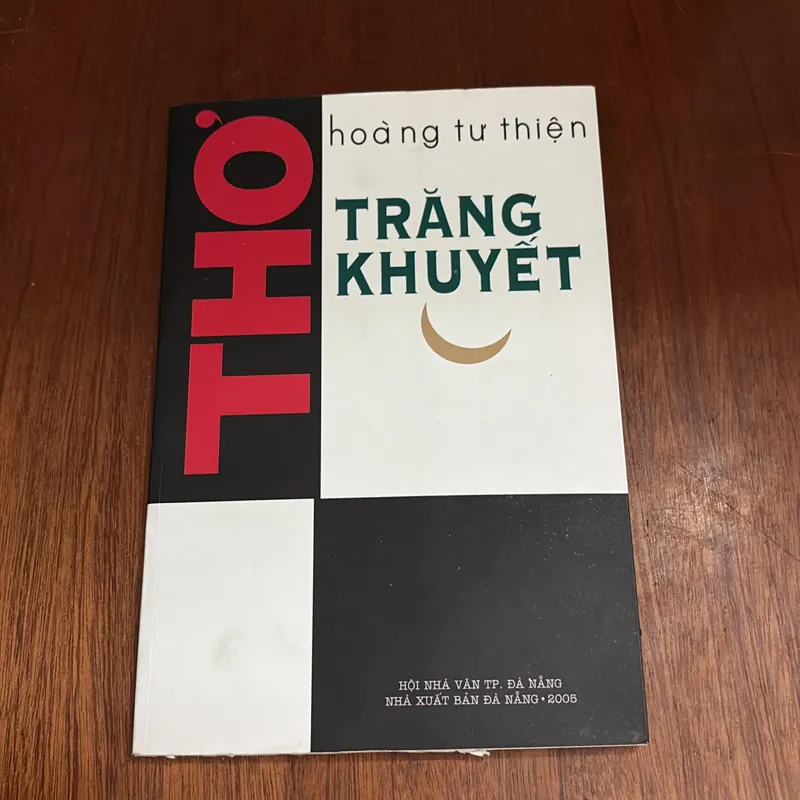 THƠ
hoàng tư thiện
TRĂNG
KHUYẾT
HỘI NHÀ VĂN TP. ĐÀ NẴNG
NHÀ XUẤT BẢN ĐÀ NẴNG • 2005